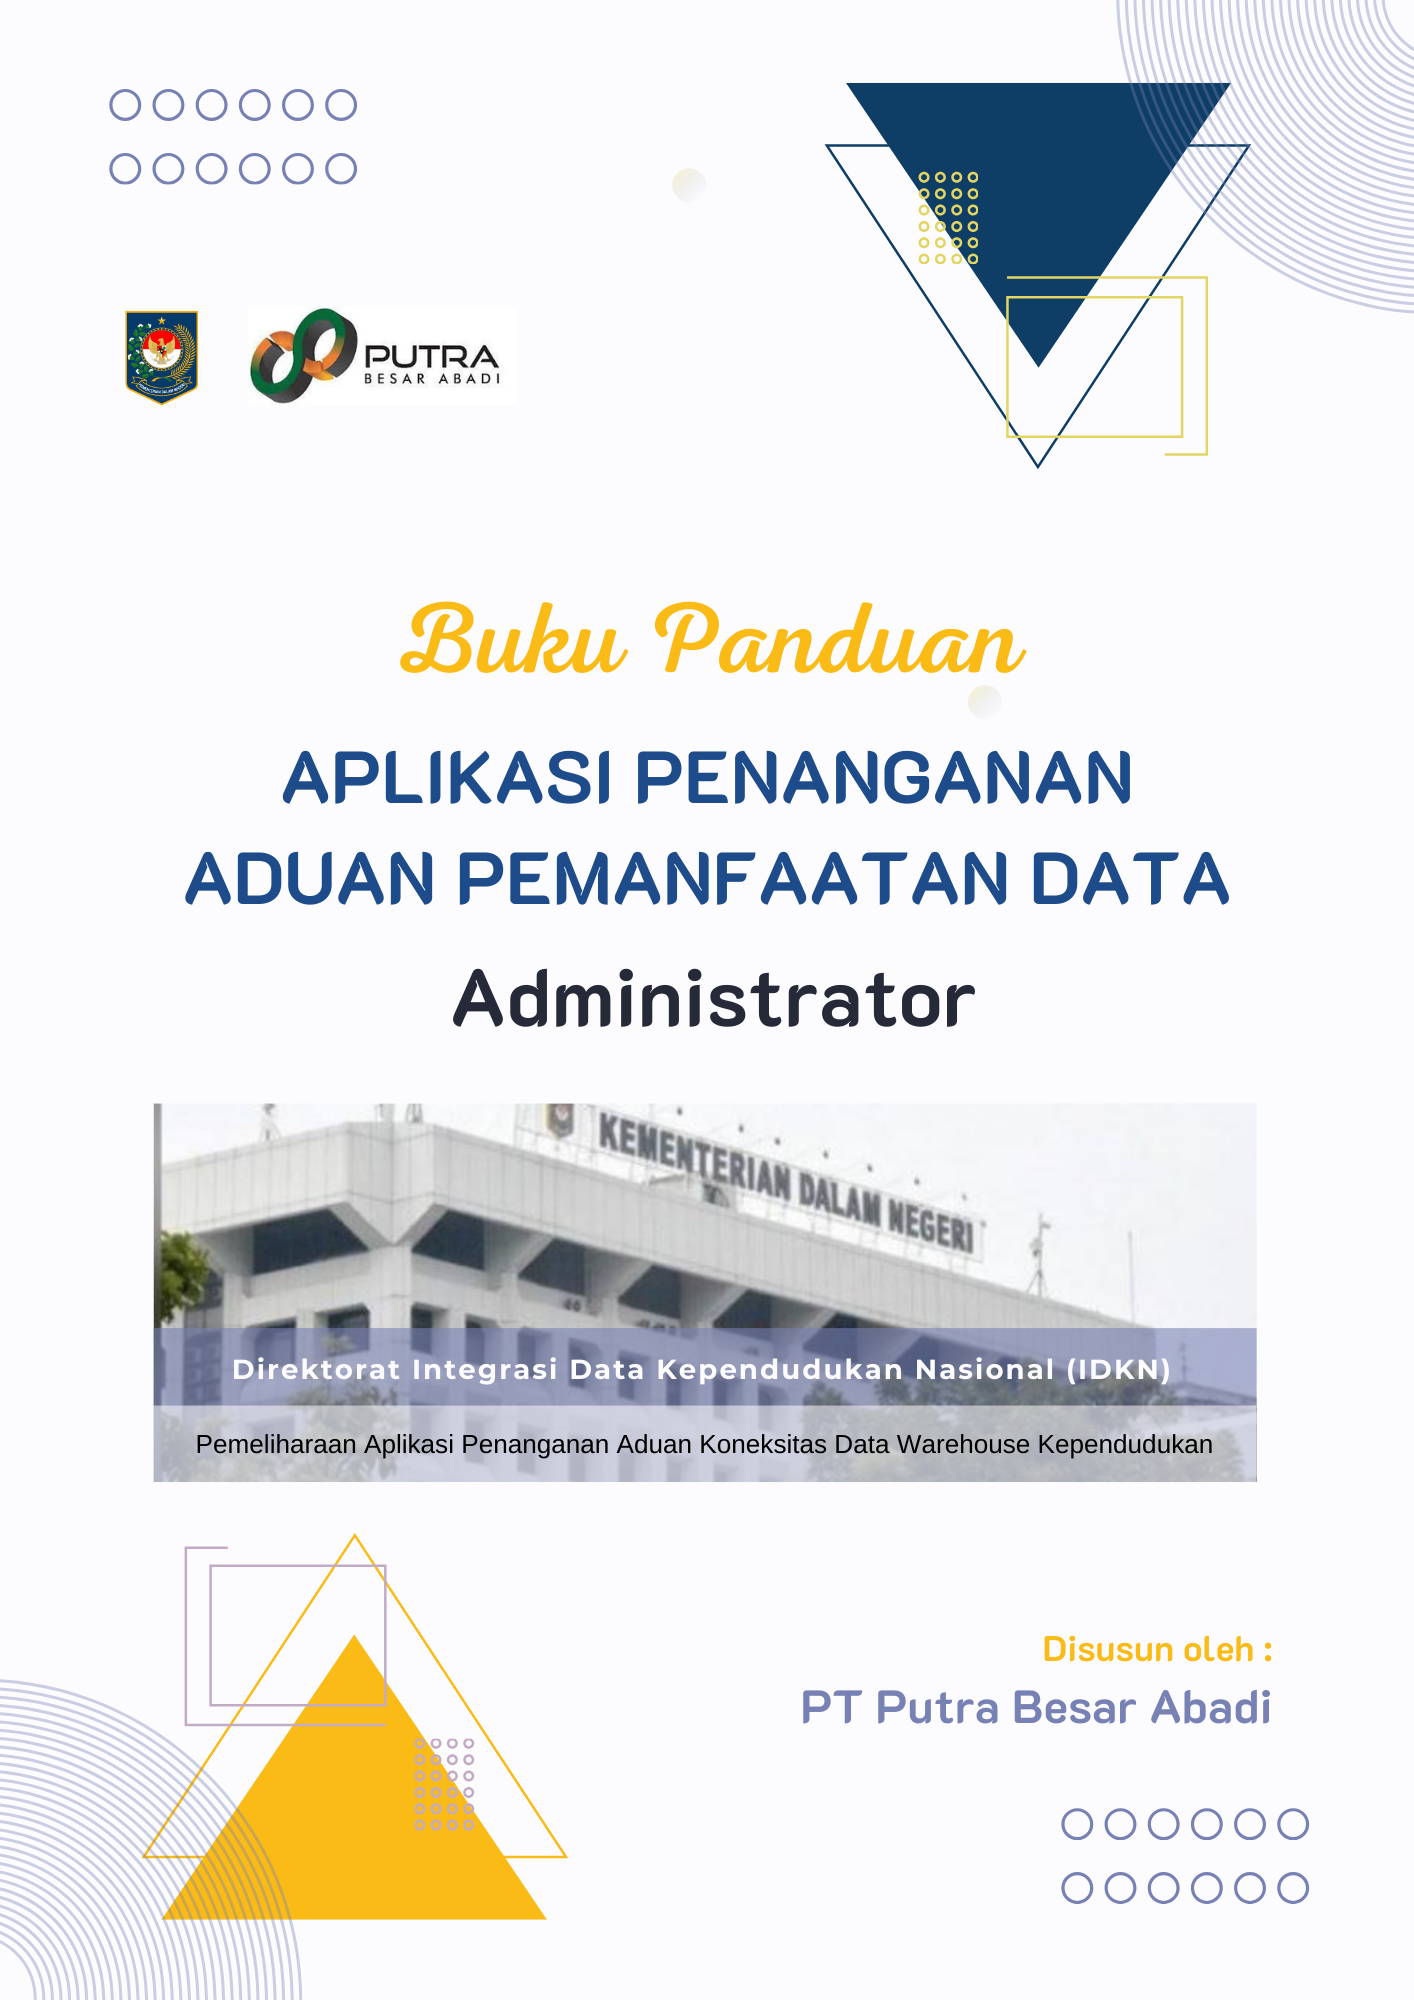 PUTRA
BESAR ABADI
Buku Panduan
APLIKASI PENANGANAN
ADUAN PEMANFAATAN DATA
Administrator
KEMENTERIAN DALAM NEGERI
Direktorat Integrasi Data Kependudukan Nasional (IDKN)
Pemeliharaan Aplikasi Penanganan Aduan Koneksitas Data Warehouse Kependudukan
Disusun oleh :
PT Putra Besar Abadi